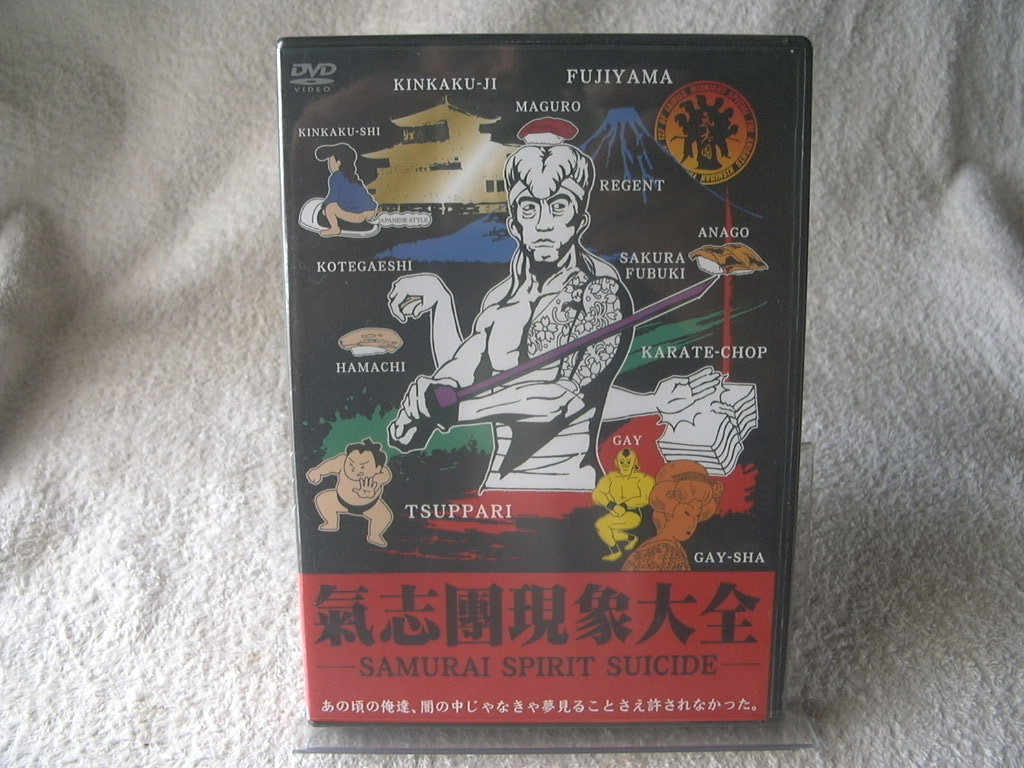 DVD
VIDEO
KINKAKU-JI
FUJIYAMA
MAGURO
KINKAKU-SHI
JAPANESE-STYLE
REGENT
氣志團
ANAGO
SAKURA
FUBUKI
KOTEGAESHI
HAMACHI
KARATE-CHOP
GAY
TSUPPARI
GAY-SHA
氣志團現象大全
SAMURAI SPIRIT SUICIDE
あの頃の俺達、闇の中じゃなきゃ夢見ることさえ許されなかった。